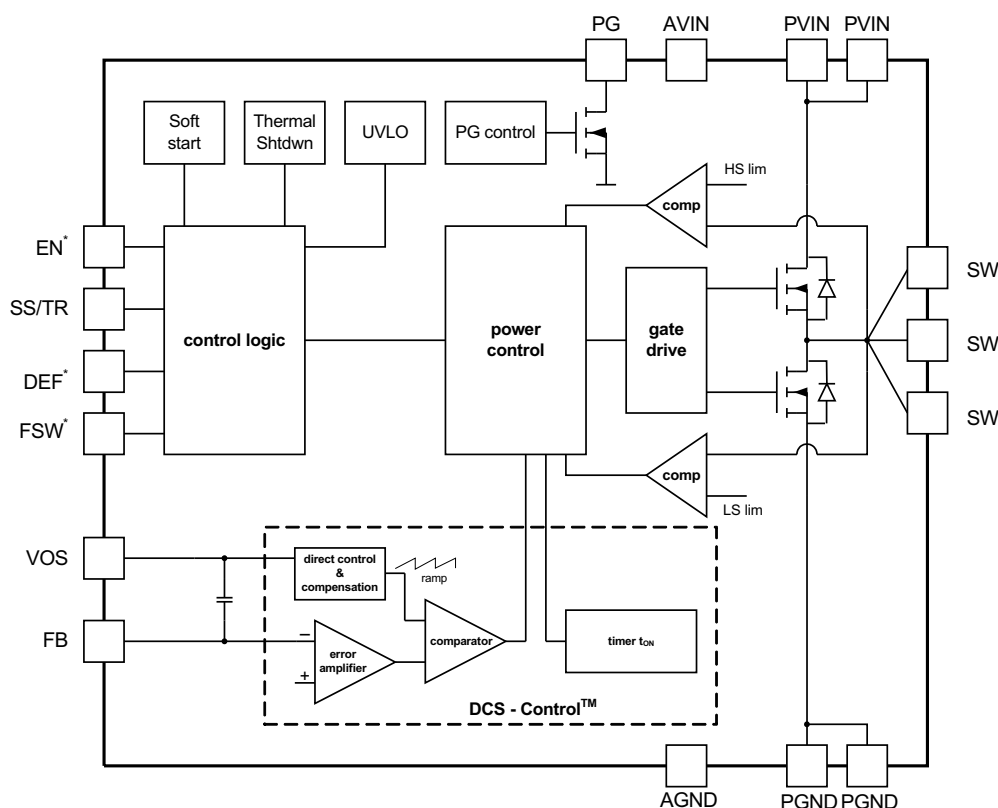 PG
AVIN
PVIN
PVIN
Soft
start
Thermal
Shtdwn
UVLO
PG control
HS lim
comp
EN*
SS/TR
DEF*
FSW*
control logic
power
control
gate
drive
SW
SW
SW
comp
LS lim
VOS
FB
direct control
&
compensation
ramp
−
+
error
amplifier
comparator
timer tON
DCS - Control™
AGND
PGND
PGND